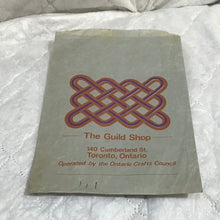 The Guild Shop
140 Cumberland St.
Toronto, Ontario
Operated by the Ontario Crafts Council